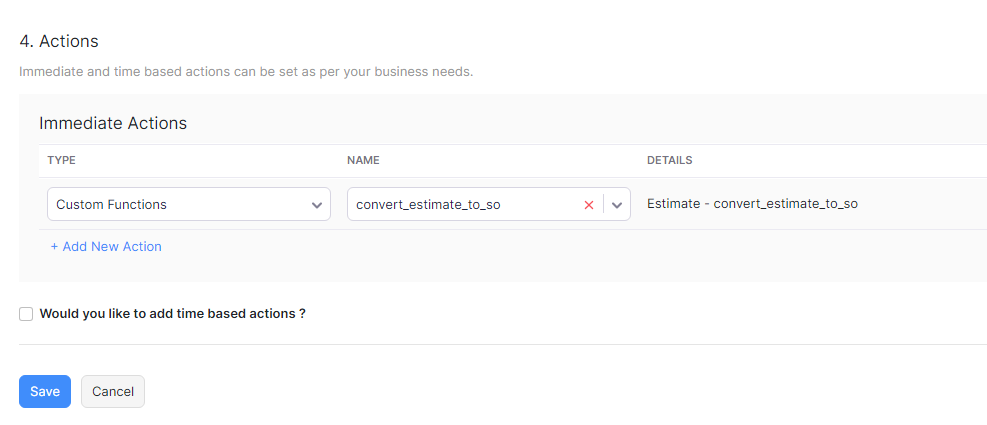 4. Actions
Immediate and time based actions can be set as per your business needs.
Immediate Actions
TYPE NAME DETAILS
Custom Functions convert_estimate_to_so Estimate - convert_estimate_to_so
+ Add New Action
Would you like to add time based actions ?
Save Cancel